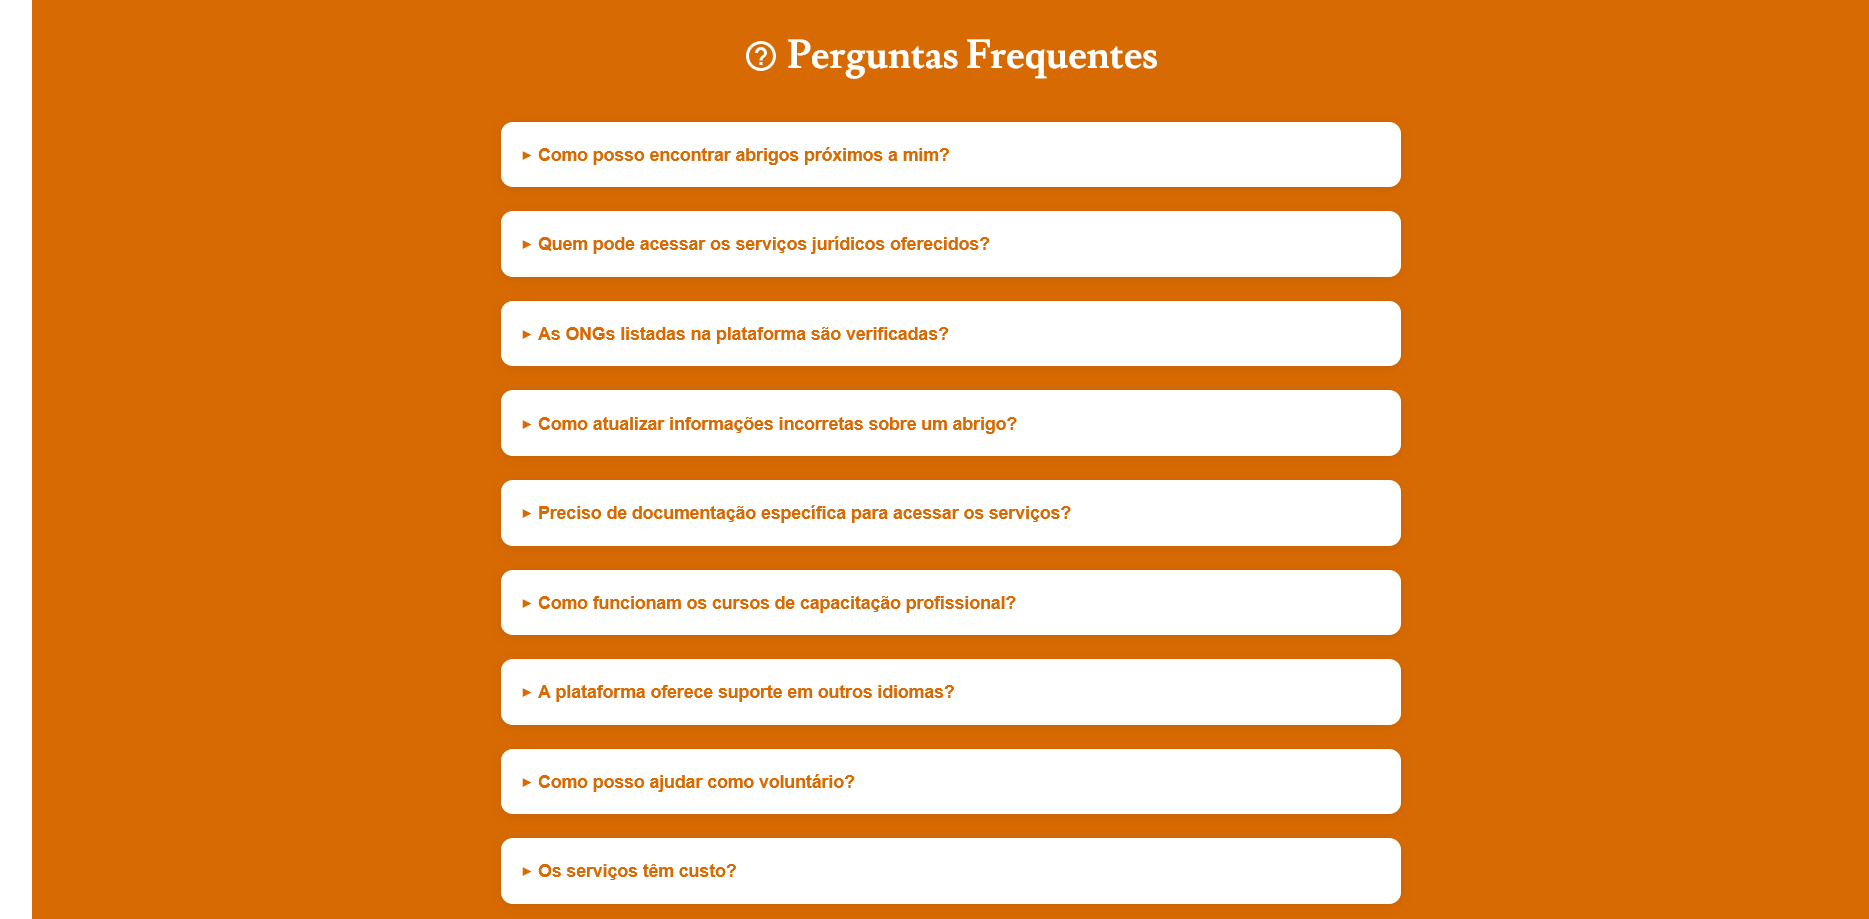 Perguntas Frequentes
Como posso encontrar abrigos próximos a mim?
Quem pode acessar os serviços jurídicos oferecidos?
As ONGs listadas na plataforma são verificadas?
Como atualizar informações incorretas sobre um abrigo?
Preciso de documentação específica para acessar os serviços?
Como funcionam os cursos de capacitação profissional?
A plataforma oferece suporte em outros idiomas?
Como posso ajudar como voluntário?
Os serviços têm custo?